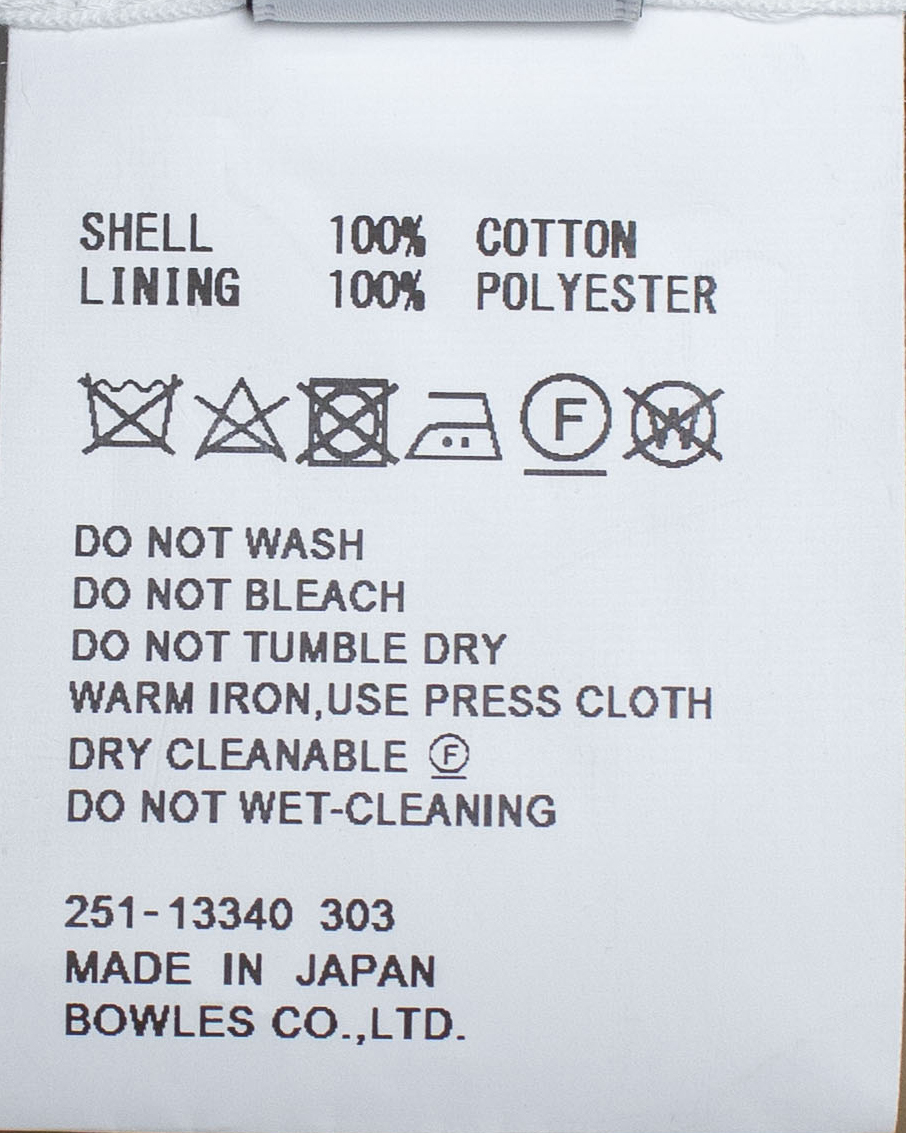 SHELL 100% COTTON
LINING 100% POLYESTER
F W
DO NOT WASH
DO NOT BLEACH
DO NOT TUMBLE DRY
WARM IRON,USE PRESS CLOTH
DRY CLEANABLE Ⓕ
DO NOT WET-CLEANING
251-13340 303
MADE IN JAPAN
BOWLES CO.,LTD.